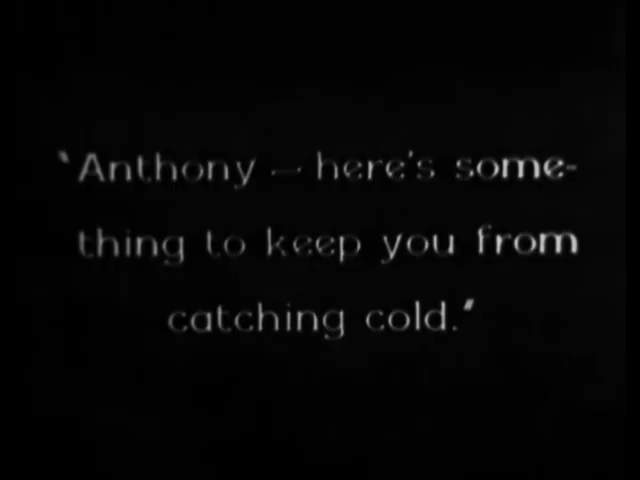 "Anthony — here's some-
thing to keep you from
catching cold."